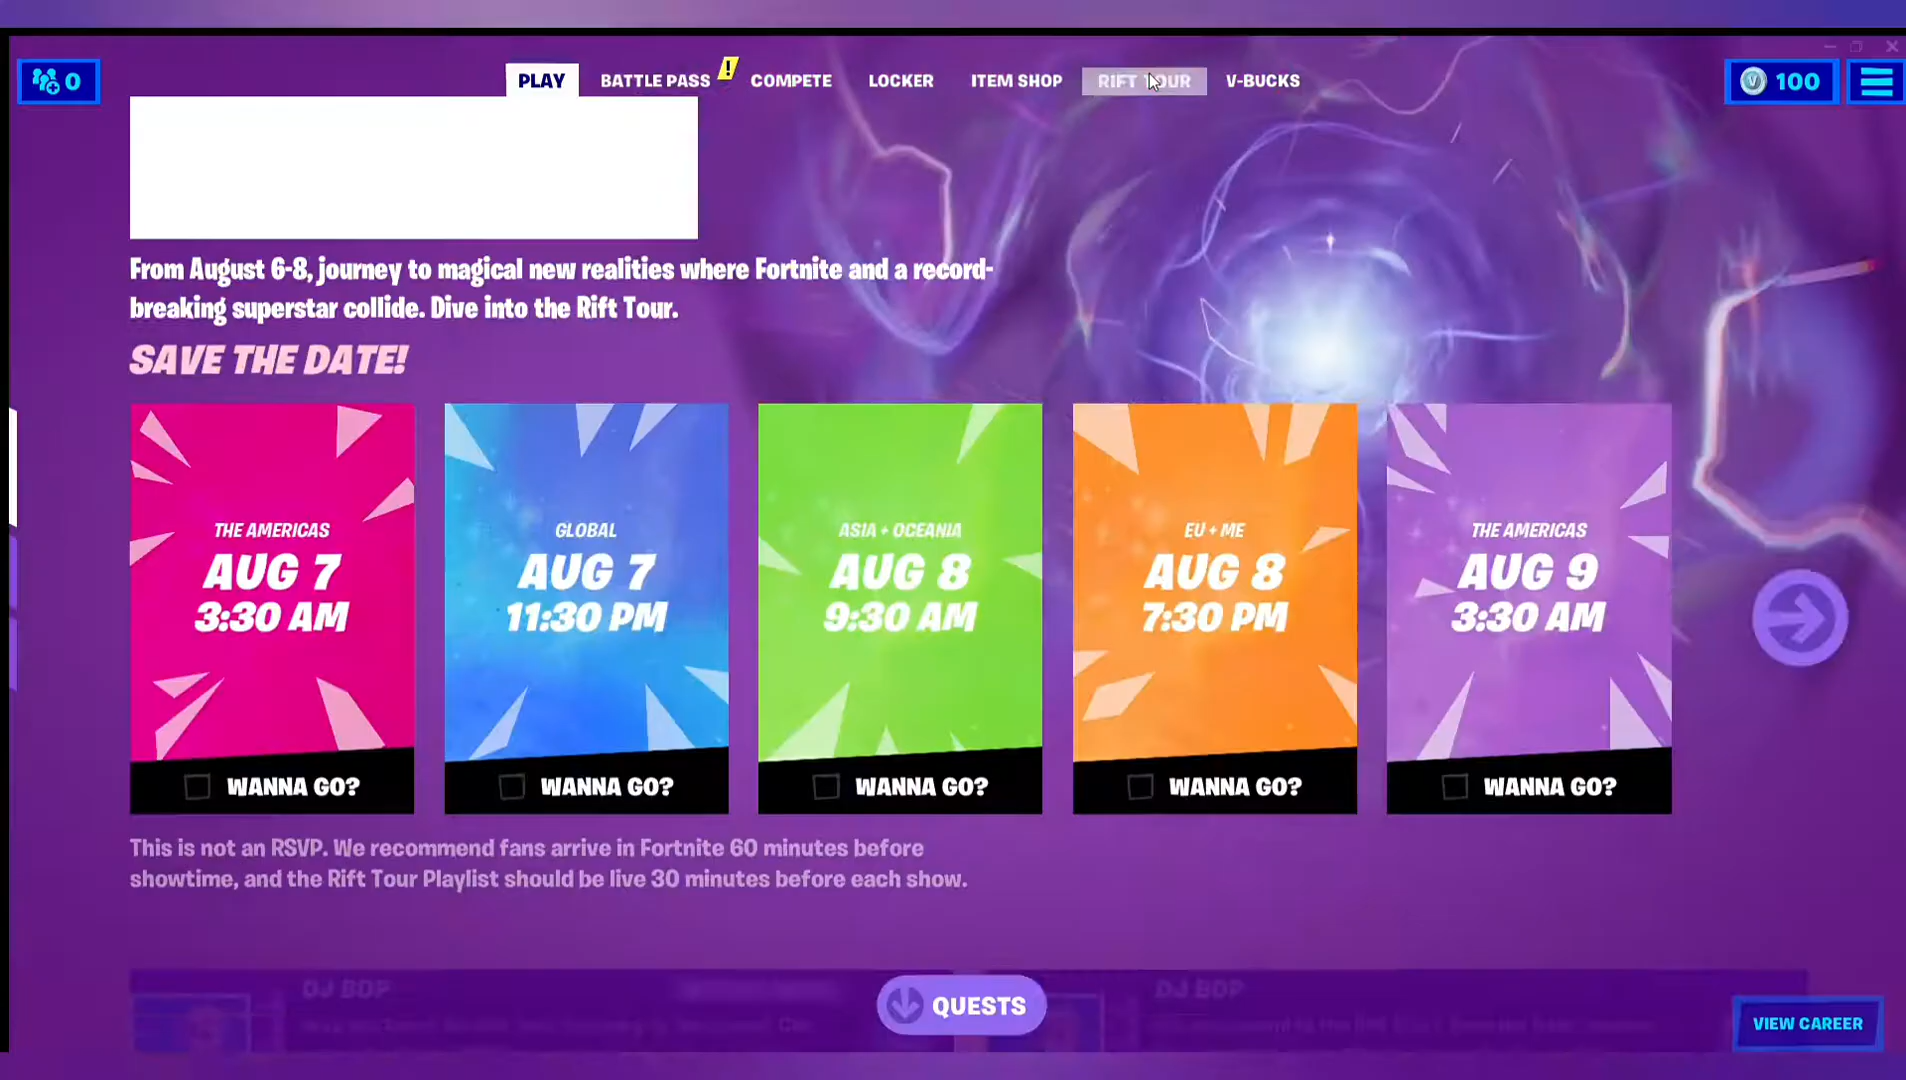 0
PLAY
BATTLE PASS
!
COMPETE
LOCKER
ITEM SHOP
RIFT TOUR
V-BUCKS
V
100
From August 6-8, journey to magical new realities where Fortnite and a record-
breaking superstar collide. Dive into the Rift Tour.
SAVE THE DATE!
THE AMERICAS
AUG 7
3:30 AM
WANNA GO?
GLOBAL
AUG 7
11:30 PM
WANNA GO?
ASIA + OCEANIA
AUG 8
9:30 AM
WANNA GO?
EU + ME
AUG 8
7:30 PM
WANNA GO?
THE AMERICAS
AUG 9
3:30 AM
WANNA GO?
This is not an RSVP. We recommend fans arrive in Fortnite 60 minutes before
showtime, and the Rift Tour Playlist should be live 30 minutes before each show.
DJ BOP
DJ BOP
QUESTS
VIEW CAREER